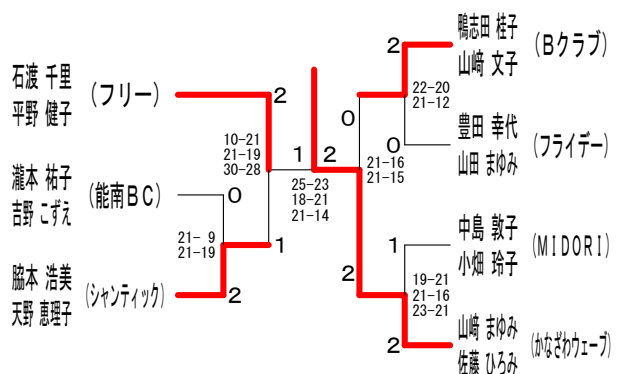 石渡 千里
平野 健子
(フリー)
2
10-21
21-19
30-28
瀧本 祐子
吉野 こずえ
(能南BC)
0
21- 9
21-19
1
脇本 浩美
天野 恵理子
(シャンティック)
2
1
2
25-23
18-21
21-14
鴨志田 桂子
山﨑 文子
(Bクラブ)
2
22-20
21-12
0
豊田 幸代
山田 まゆみ
(フライデー)
0
21-16
21-15
中島 敦子
小畑 玲子
(MIDORI)
1
19-21
21-16
23-21
2
山﨑 まゆみ
佐藤 ひろみ
(かなざわウェーブ)
2